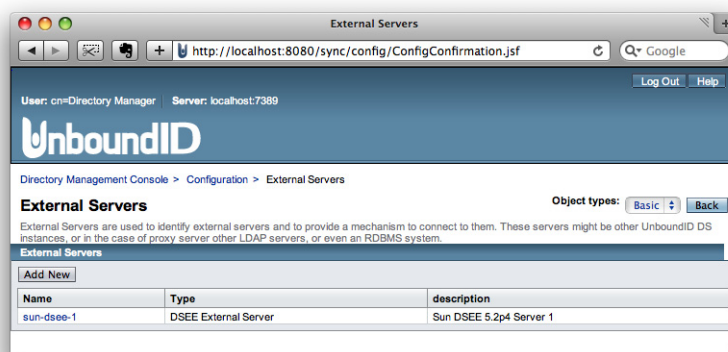 External Servers
http://localhost:8080/sync/config/ConfigConfirmation.jsf
Google
Log Out Help
User: cn=Directory Manager Server: localhost:7389
UnboundID
Directory Management Console > Configuration > External Servers
External Servers
Object types: Basic Back
External Servers are used to identify external servers and to provide a mechanism to connect to them. These servers might be other UnboundID DS
instances, or in the case of proxy server other LDAP servers, or even an RDBMS system.
External Servers
Add New
Name Type description
sun-dsee-1 DSEE External Server Sun DSEE 5.2p4 Server 1